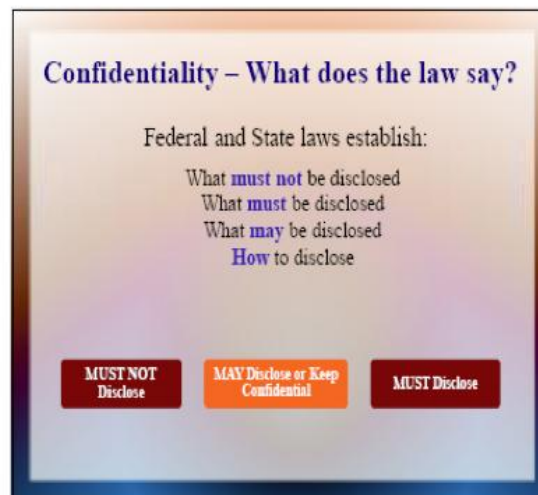 Confidentiality – What does the law say?
Federal and State laws establish:
What must not be disclosed
What must be disclosed
What may be disclosed
How to disclose
MUST NOT
Disclose
MAY Disclose or Keep
Confidential
MUST Disclose